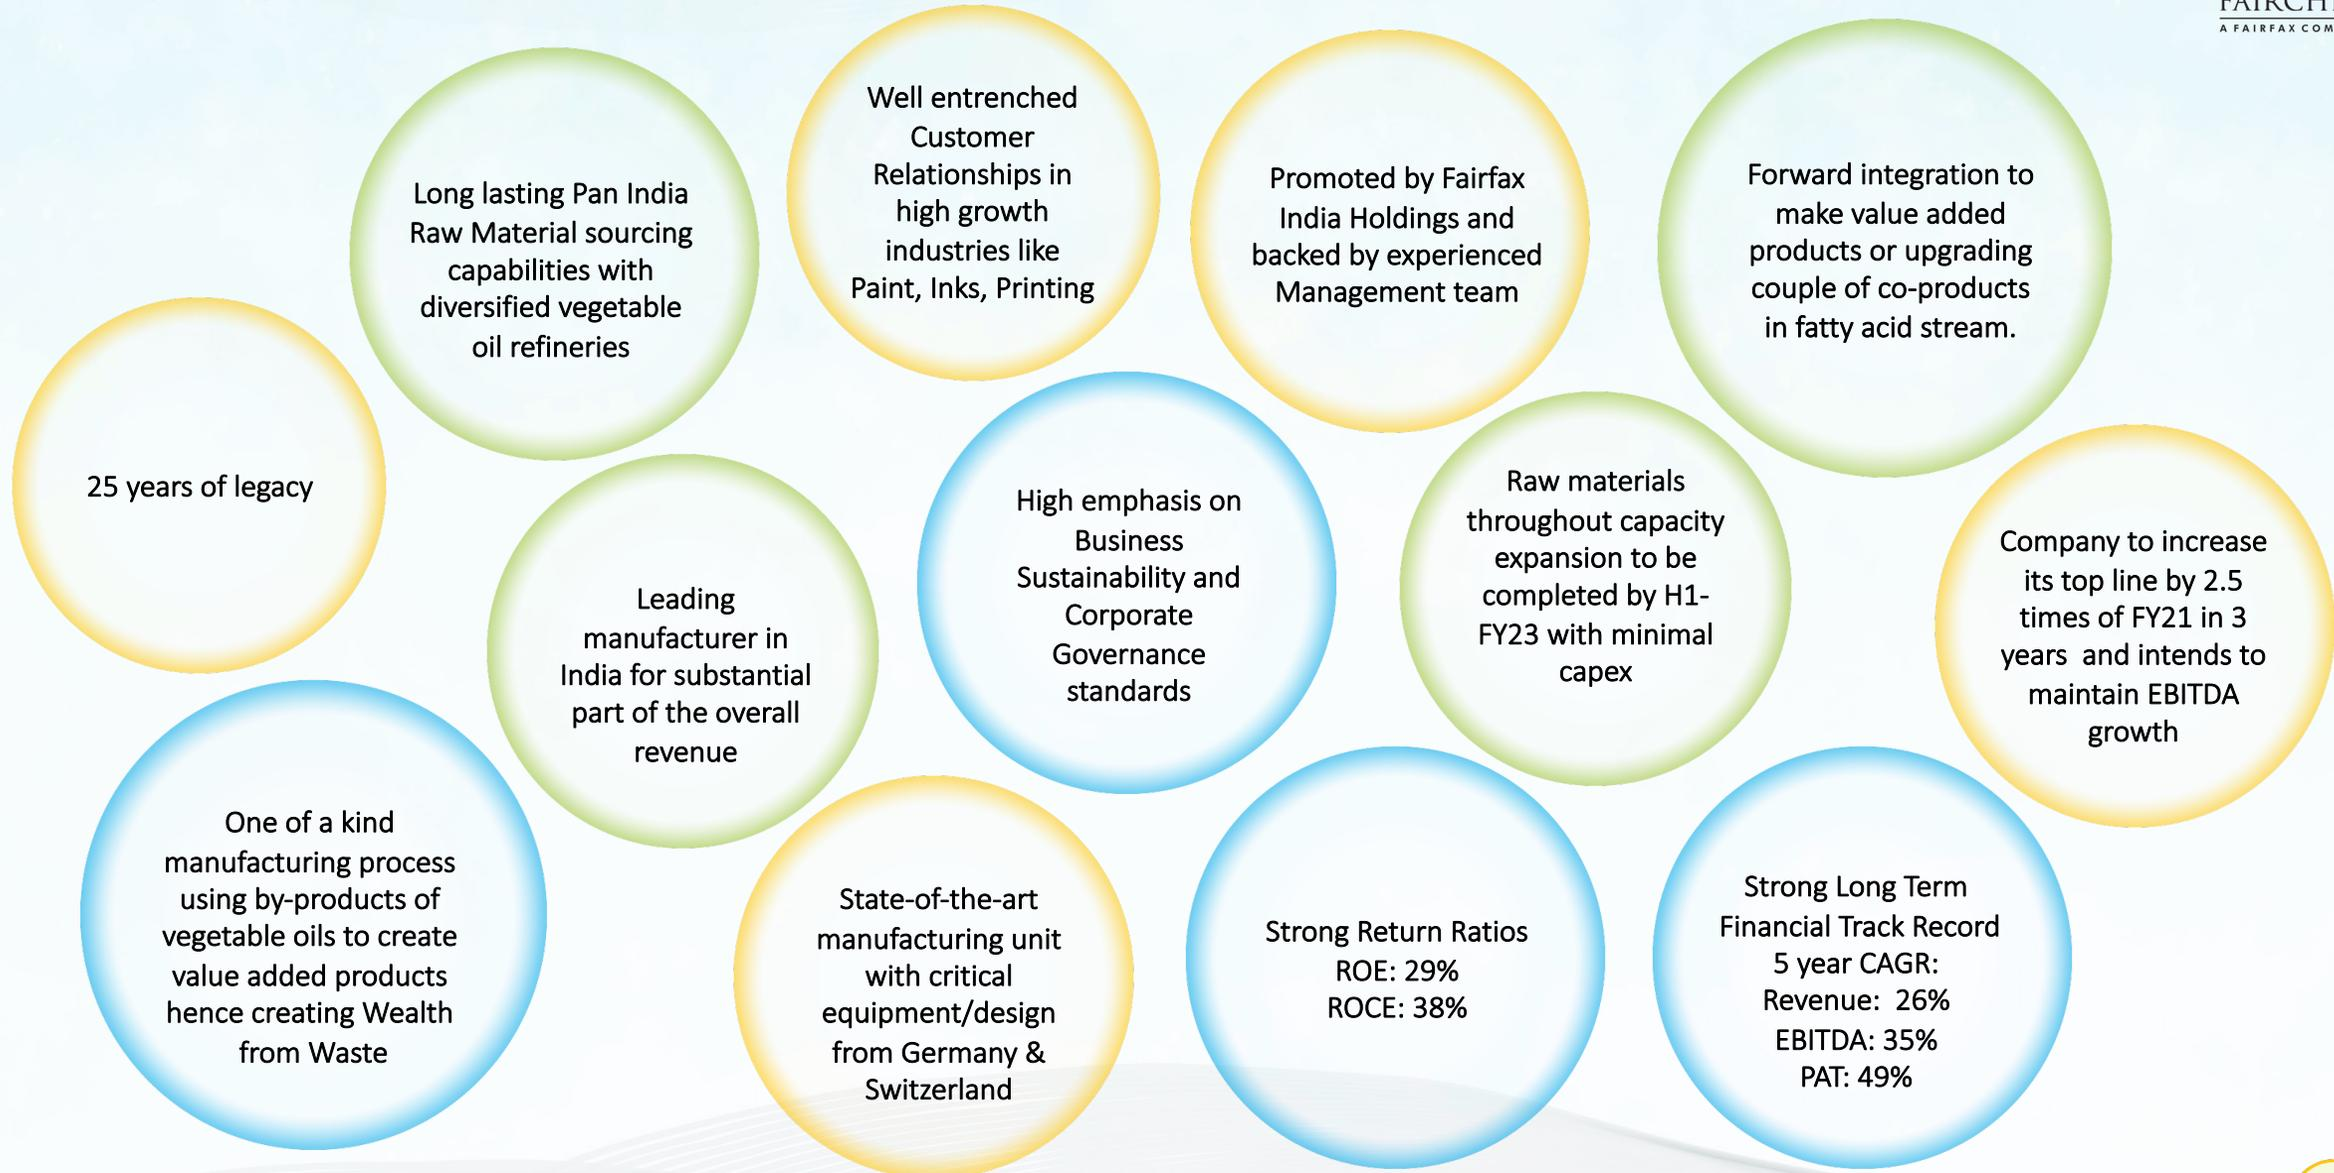 A FAIRFAX COM
Long lasting Pan India
Raw Material sourcing
capabilities with
diversified vegetable
oil refineries
Well entrenched
Customer
Relationships in
high growth
industries like
Paint, Inks, Printing
Promoted by Fairfax
India Holdings and
backed by experienced
Management team
Forward integration to
make value added
products or upgrading
couple of co-products
in fatty acid stream.
25 years of legacy
Leading
manufacturer in
India for substantial
part of the overall
revenue
High emphasis on
Business
Sustainability and
Corporate
Governance
standards
Raw materials
throughout capacity
expansion to be
completed by H1-
FY23 with minimal
capex
Company to increase
its top line by 2.5
times of FY21 in 3
years and intends to
maintain EBITDA
growth
One of a kind
manufacturing process
using by-products of
vegetable oils to create
value added products
hence creating Wealth
from Waste
State-of-the-art
manufacturing unit
with critical
equipment/design
from Germany &
Switzerland
Strong Return Ratios
ROE: 29%
ROCE: 38%
Strong Long Term
Financial Track Record
5 year CAGR:
Revenue: 26%
EBITDA: 35%
PAT: 49%